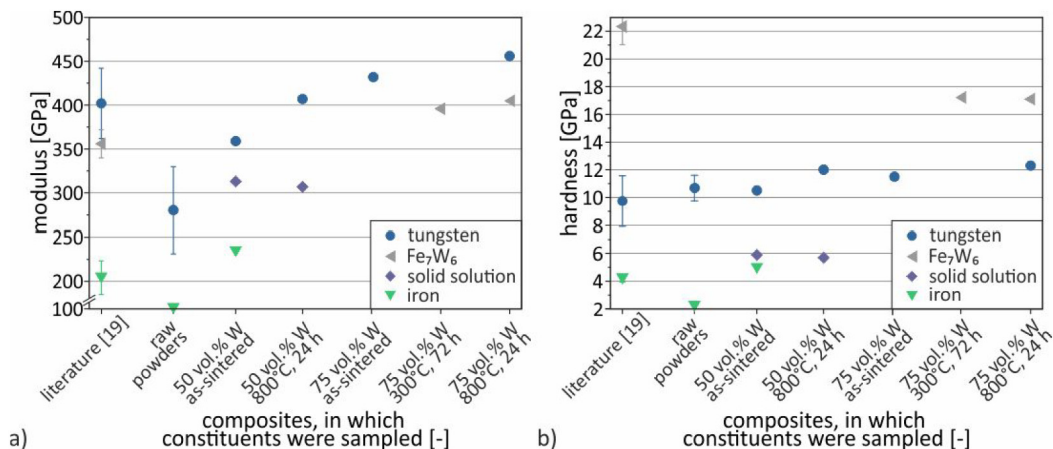 500
450
400
350
300
250
200
100
modulus [GPa]
tungsten
Fe₇W₆
solid solution
iron
literature [19]
raw
powders
50 vol.% W
as-sintered
50 vol.% W
800°C, 24 h
75 vol.% W
as-sintered
75 vol.% W
300°C, 72 h
75 vol.% W
800°C, 24 h
composites, in which
constituents were sampled [-]
a)
22
20
18
16
14
12
10
8
6
4
2
hardness [GPa]
tungsten
Fe₇W₆
solid solution
iron
literature [19]
raw
powders
50 vol.% W
as-sintered
50 vol.% W
800°C, 24 h
75 vol.% W
as-sintered
75 vol.% W
300°C, 72 h
75 vol.% W
800°C, 24 h
composites, in which
constituents were sampled [-]
b)